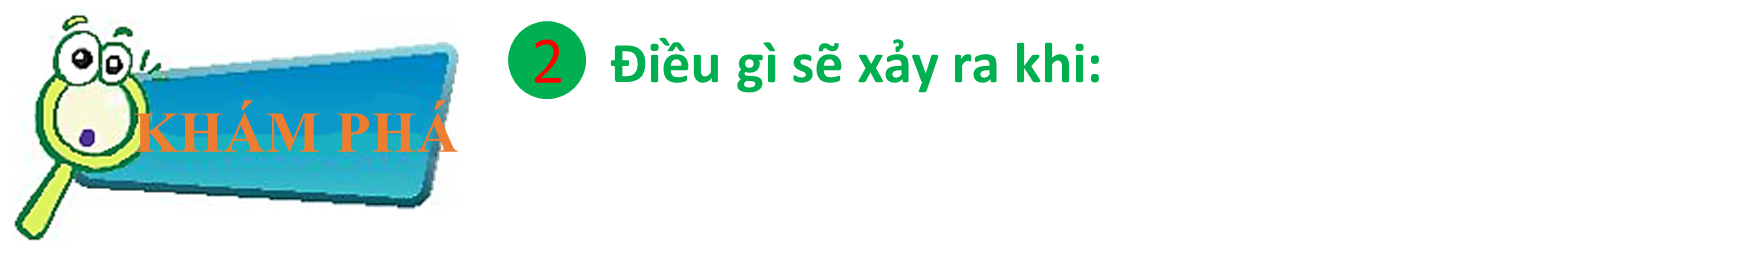 2 Điều gì sẽ xảy ra khi:
KHÁM PHÁ